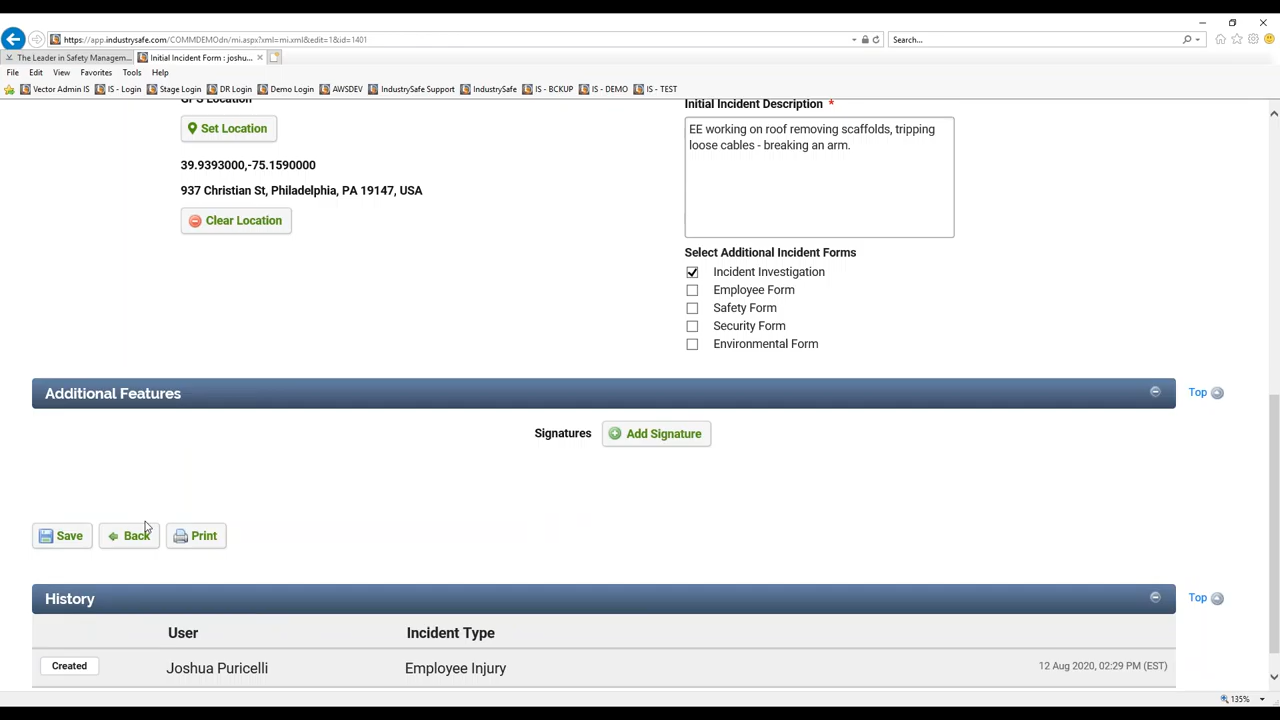 https://app.industrysafe.com/COMMDEMOdn/mi.aspx?xml=mi.xml&edit=1&id=1401
Search...
The Leader in Safety Managem...
Initial Incident Form : joshu...
File Edit View Favorites Tools Help
Vector Admin IS IS - Login Stage Login DR Login Demo Login AWSDEV IndustrySafe Support IndustrySafe IS - BCKUP IS - DEMO IS - TEST
GPS Location
Set Location
39.9393000,-75.1590000
937 Christian St, Philadelphia, PA 19147, USA
Clear Location
Initial Incident Description *
EE working on roof removing scaffolds, tripping
loose cables - breaking an arm.
Select Additional Incident Forms
Incident Investigation
Employee Form
Safety Form
Security Form
Environmental Form
Additional Features
Top
Signatures Add Signature
Save Back Print
History
Top
User Incident Type
Created Joshua Puricelli Employee Injury 12 Aug 2020, 02:29 PM (EST)
135%